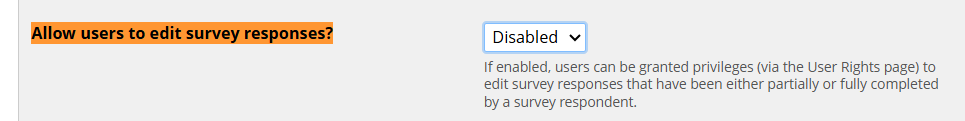 Allow users to edit survey responses?
Disabled
If enabled, users can be granted privileges (via the User Rights page) to
edit survey responses that have been either partially or fully completed
by a survey respondent.